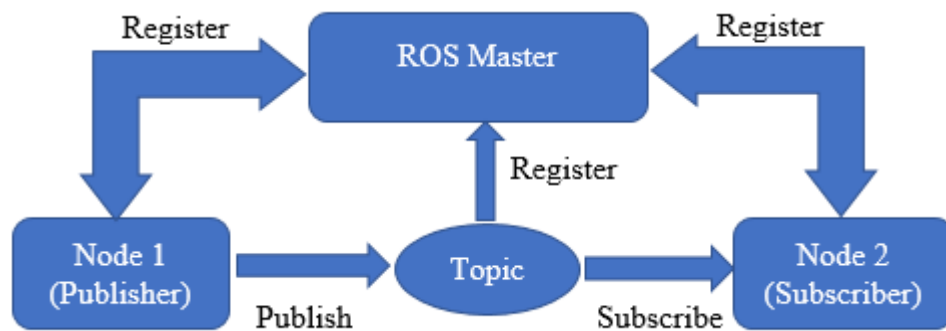 Register
Register
ROS Master
Register
Node 1
(Publisher)
Topic
Node 2
(Subscriber)
Publish
Subscribe